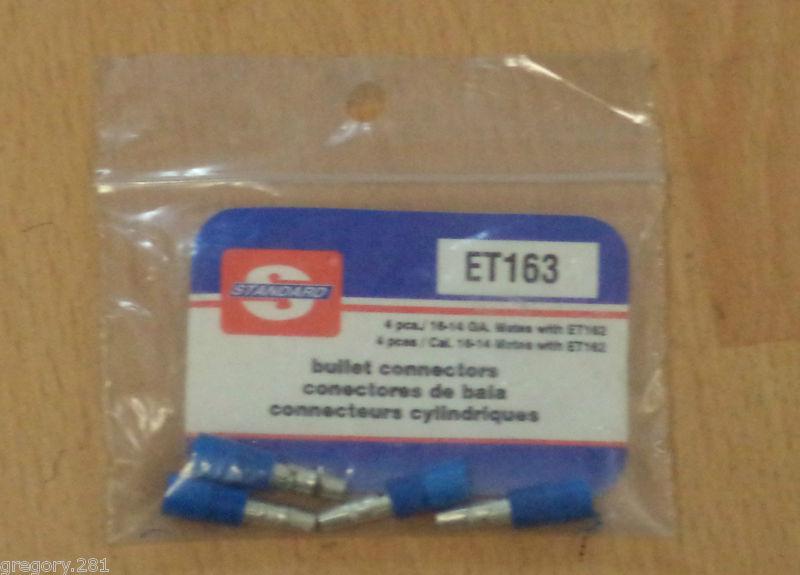 ET163
STANDARD
4 pcs./ 16-14 GA. Mates with ET162
4 pces / Cal. 16-14 Mates with ET162
bullet connectors
conectores de bala
connecteurs cylindriques
gregory.281